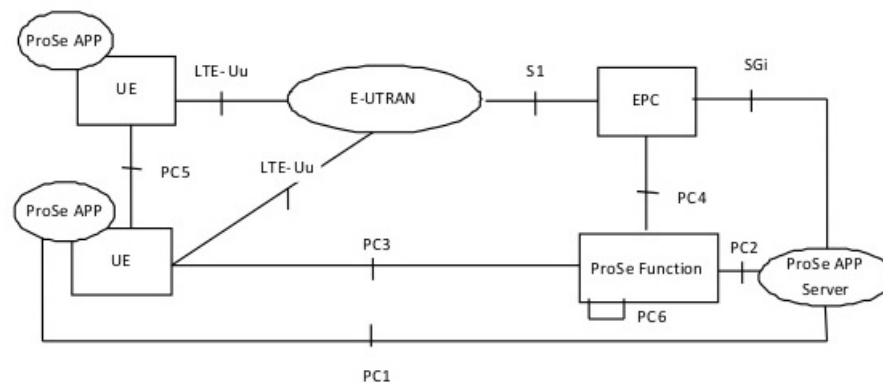 ProSe APP
LTE-Uu
S1
SGi
UE
E-UTRAN
EPC
PC5
LTE-Uu
PC4
ProSe APP
UE
PC3
ProSe Function
PC2
ProSe APP
Server
PC6
PC1